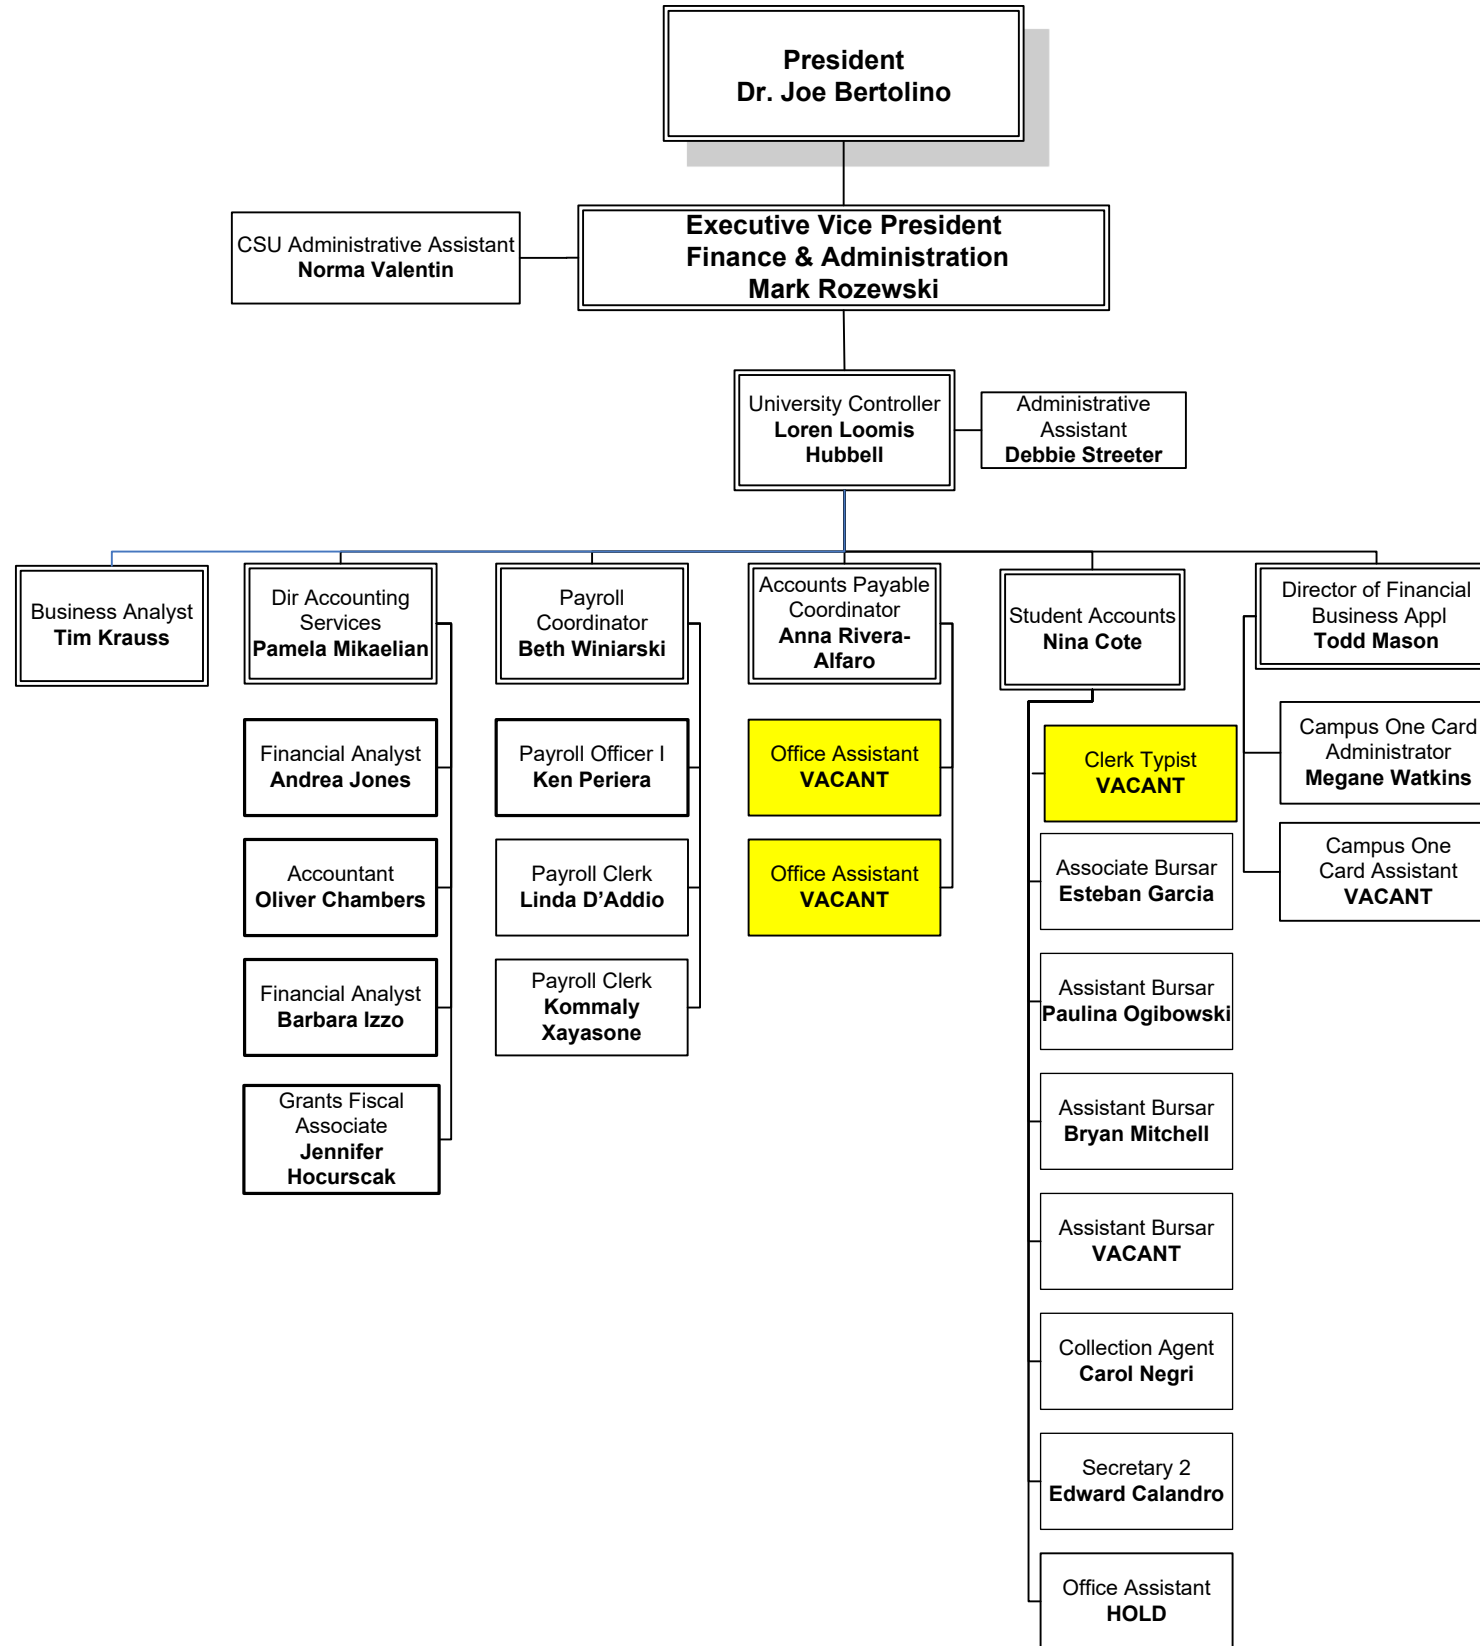 President
Dr. Joe Bertolino
CSU Administrative Assistant
Norma Valentin
Executive Vice President
Finance & Administration
Mark Rozewski
University Controller
Loren Loomis
Hubbell
Administrative
Assistant
Debbie Streeter
Business Analyst
Tim Krauss
Dir Accounting
Services
Pamela Mikaelian
Payroll
Coordinator
Beth Winiarski
Accounts Payable
Coordinator
Anna Rivera-
Alfaro
Student Accounts
Nina Cote
Director of Financial
Business Appl
Todd Mason
Financial Analyst
Andrea Jones
Accountant
Oliver Chambers
Financial Analyst
Barbara Izzo
Grants Fiscal
Associate
Jennifer
Hocurscak
Payroll Officer I
Ken Periera
Payroll Clerk
Linda D’Addio
Payroll Clerk
Kommaly
Xayasone
Office Assistant
VACANT
Office Assistant
VACANT
Clerk Typist
VACANT
Associate Bursar
Esteban Garcia
Assistant Bursar
Paulina Ogibowski
Assistant Bursar
Bryan Mitchell
Assistant Bursar
VACANT
Collection Agent
Carol Negri
Secretary 2
Edward Calandro
Office Assistant
HOLD
Campus One Card
Administrator
Megane Watkins
Campus One
Card Assistant
VACANT